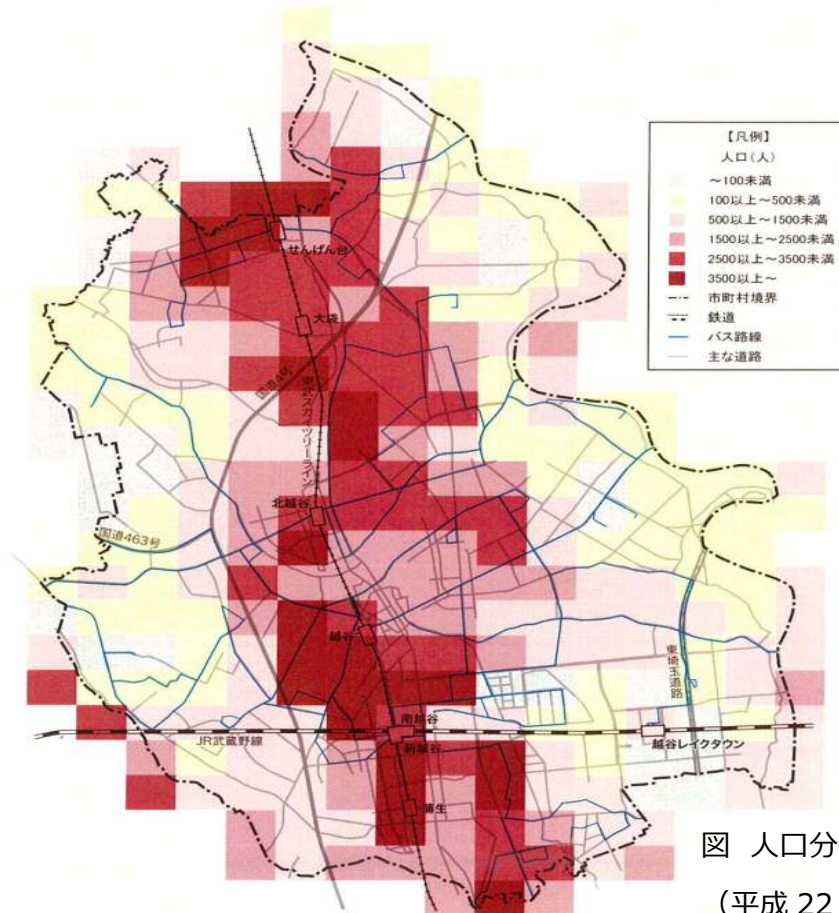 【凡例】
人口(人)
～100未満
100以上～500未満
500以上～1500未満
1500以上～2500未満
2500以上～3500未満
3500以上～
市町村境界
鉄道
バス路線
主な道路
せんげん台
大袋
国道4号
東武スカイツリーライン
北越谷
国道463号
越谷
東埼玉道路
南越谷
新越谷
JR武蔵野線
越谷レイクタウン
蒲生
図 人口分
（平成 22